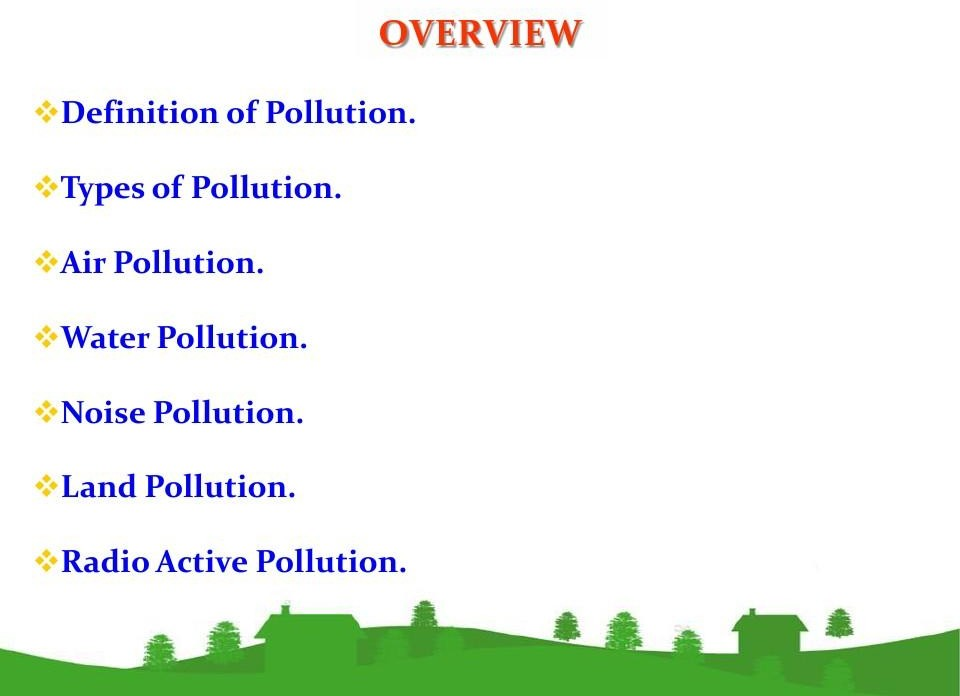 OVERVIEW
❖Definition of Pollution.
❖Types of Pollution.
❖Air Pollution.
❖Water Pollution.
❖Noise Pollution.
❖Land Pollution.
❖Radio Active Pollution.